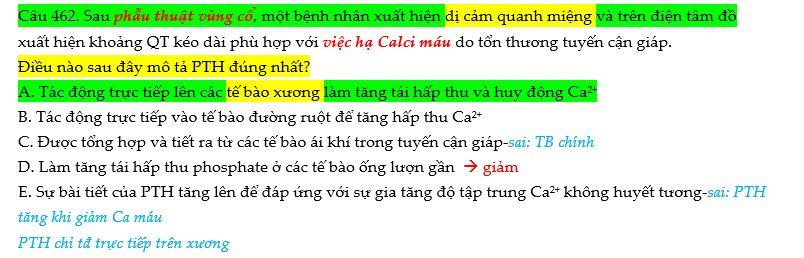 Câu 462. Sau phẫu thuật vùng cổ, một bệnh nhân xuất hiện dị cảm quanh miệng và trên điện tâm đồ
xuất hiện khoảng QT kéo dài phù hợp với việc hạ Calci máu do tổn thương tuyến cận giáp.
Điều nào sau đây mô tả PTH đúng nhất?
A. Tác động trực tiếp lên các tế bào xương làm tăng tái hấp thu và huy động Ca²⁺
B. Tác động trực tiếp vào tế bào đường ruột để tăng hấp thu Ca²⁺
C. Được tổng hợp và tiết ra từ các tế bào ái khí trong tuyến cận giáp-sai: TB chính
D. Làm tăng tái hấp thu phosphate ở các tế bào ống lượn gần → giảm
E. Sự bài tiết của PTH tăng lên để đáp ứng với sự gia tăng độ tập trung Ca²⁺ không huyết tương-sai: PTH
tăng khi giảm Ca máu
PTH chỉ tđ trực tiếp trên xương